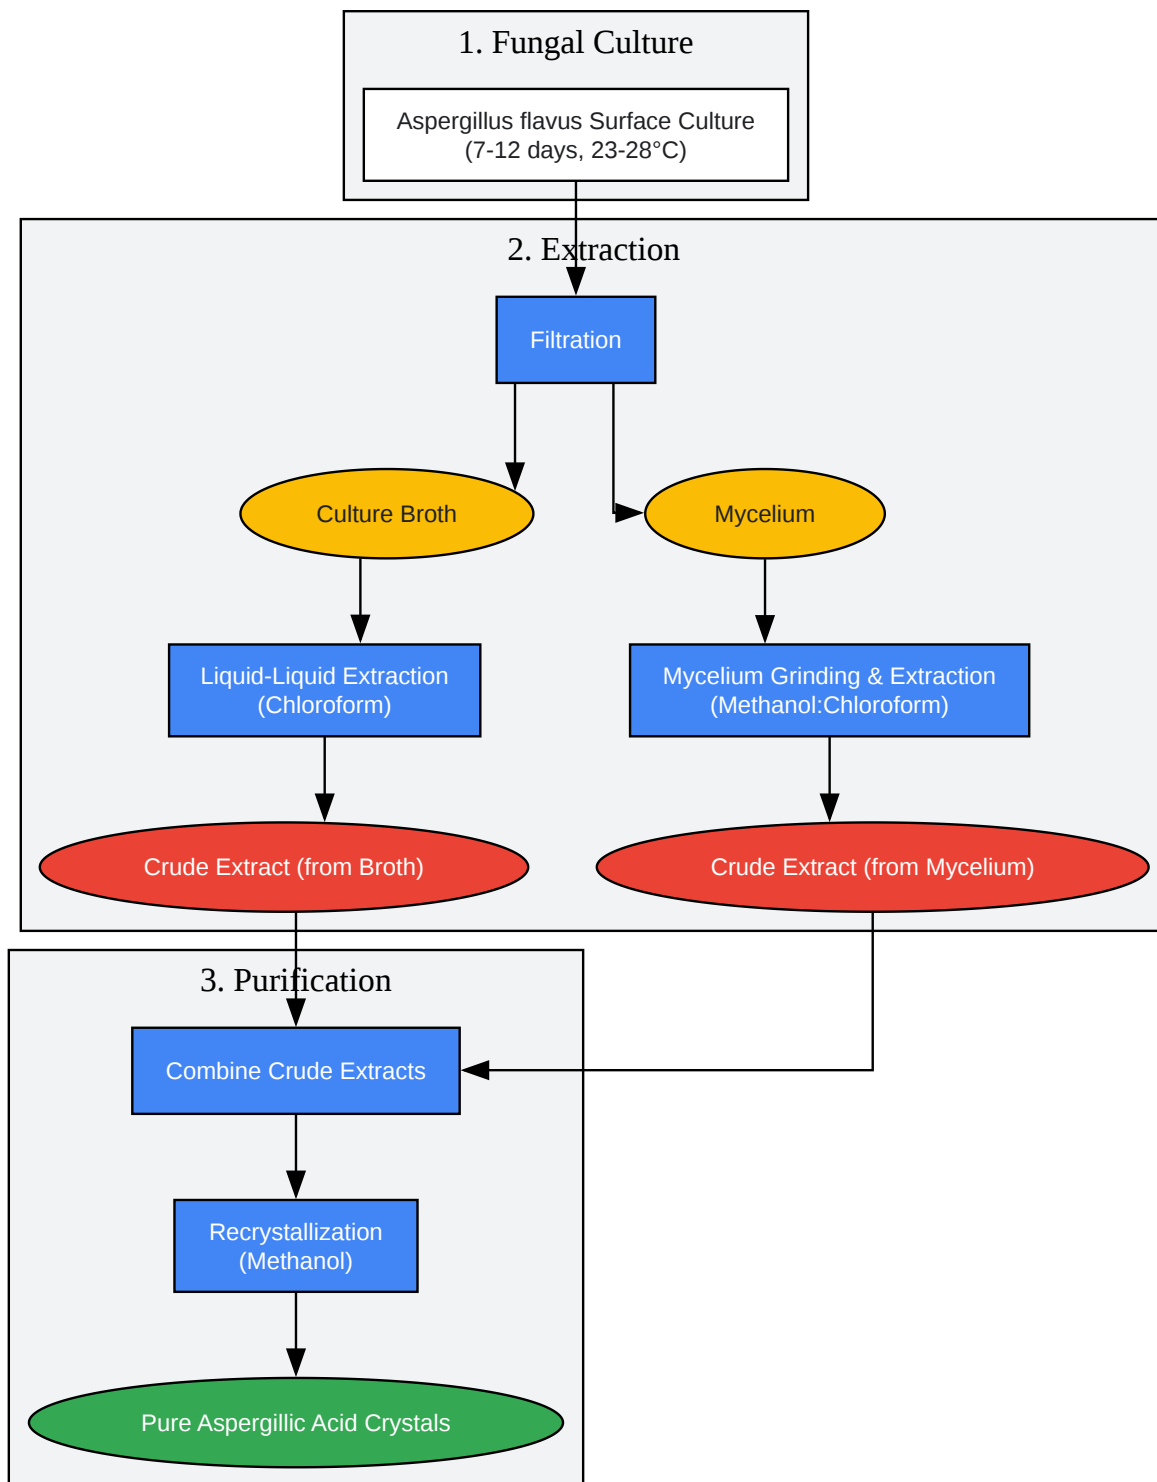 1. Fungal Culture
Aspergillus flavus Surface Culture
(7-12 days, 23-28°C)
2. Extraction
Filtration
Culture Broth
Mycelium
Liquid-Liquid Extraction
(Chloroform)
Mycelium Grinding & Extraction
(Methanol:Chloroform)
Crude Extract (from Broth)
Crude Extract (from Mycelium)
3. Purification
Combine Crude Extracts
Recrystallization
(Methanol)
Pure Aspergillic Acid Crystals